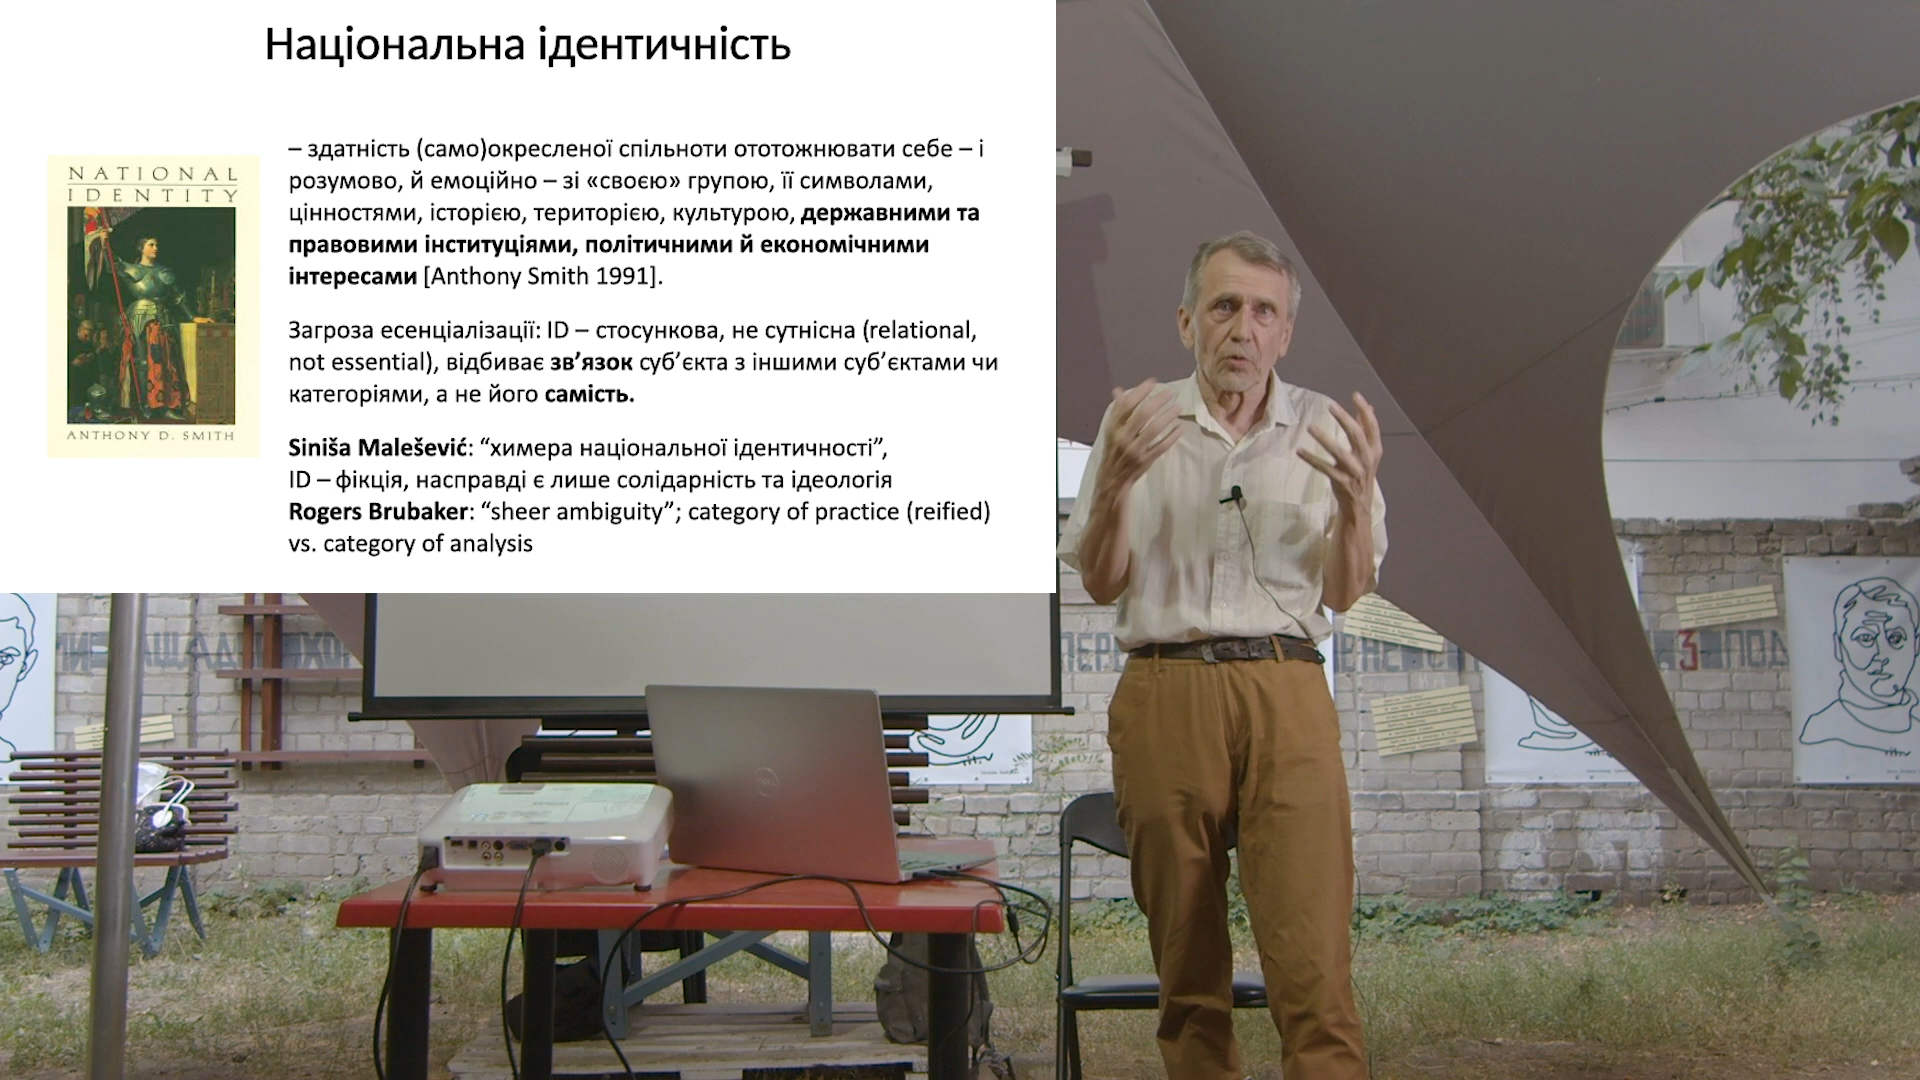 Національна ідентичність
NATIONAL
IDENTITY
ANTHONY D. SMITH
– здатність (само)окресленої спільноти ототожнювати себе – і
розумово, й емоційно – зі «своєю» групою, її символами,
цінностями, історією, територією, культурою, державними та
правовими інституціями, політичними й економічними
інтересами [Anthony Smith 1991].
Загроза есенціалізації: ID – стосункова, не сутнісна (relational,
not essential), відбиває зв’язок суб’єкта з іншими суб’єктами чи
категоріями, а не його самість.
Siniša Malešević: “химера національної ідентичності”,
ID – фікція, насправді є лише солідарність та ідеологія
Rogers Brubaker: “sheer ambiguity”; category of practice (reified)
vs. category of analysis
З ПОД